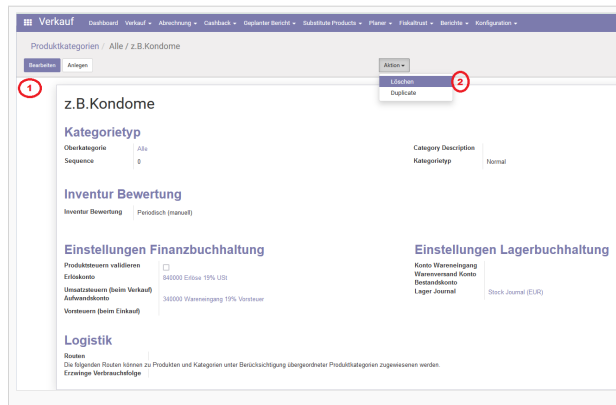 Verkauf Dashboard Verkauf Abrechnung Cashback Geplanter Bericht Substitute Products Planer Fiskaltrust Berichte Konfiguration
Produktkategorien / Alle / z.B.Kondome
Bearbeiten Anlegen Aktion
Löschen
Duplicate
1
2
z.B.Kondome
Kategorietyp
Oberkategorie Alle Category Description
Sequence 0 Kategorietyp Normal
Inventur Bewertung
Inventur Bewertung Periodisch (manuell)
Einstellungen Finanzbuchhaltung Einstellungen Lagerbuchhaltung
Produktsteuern validieren Konto Wareneingang
Erlöskonto 840000 Erlöse 19% USt Warenversand Konto
Bestandskonto
Umsatzsteuern (beim Verkauf) Lager Journal Stock Journal (EUR)
Aufwandskonto 340000 Wareneingang 19% Vorsteuer
Vorsteuern (beim Einkauf)
Logistik
Routen
Die folgenden Routen können zu Produkten und Kategorien unter Berücksichtigung übergeordneter Produktkategorien zugewiesenen werden.
Erzwinge Verbrauchsfolge